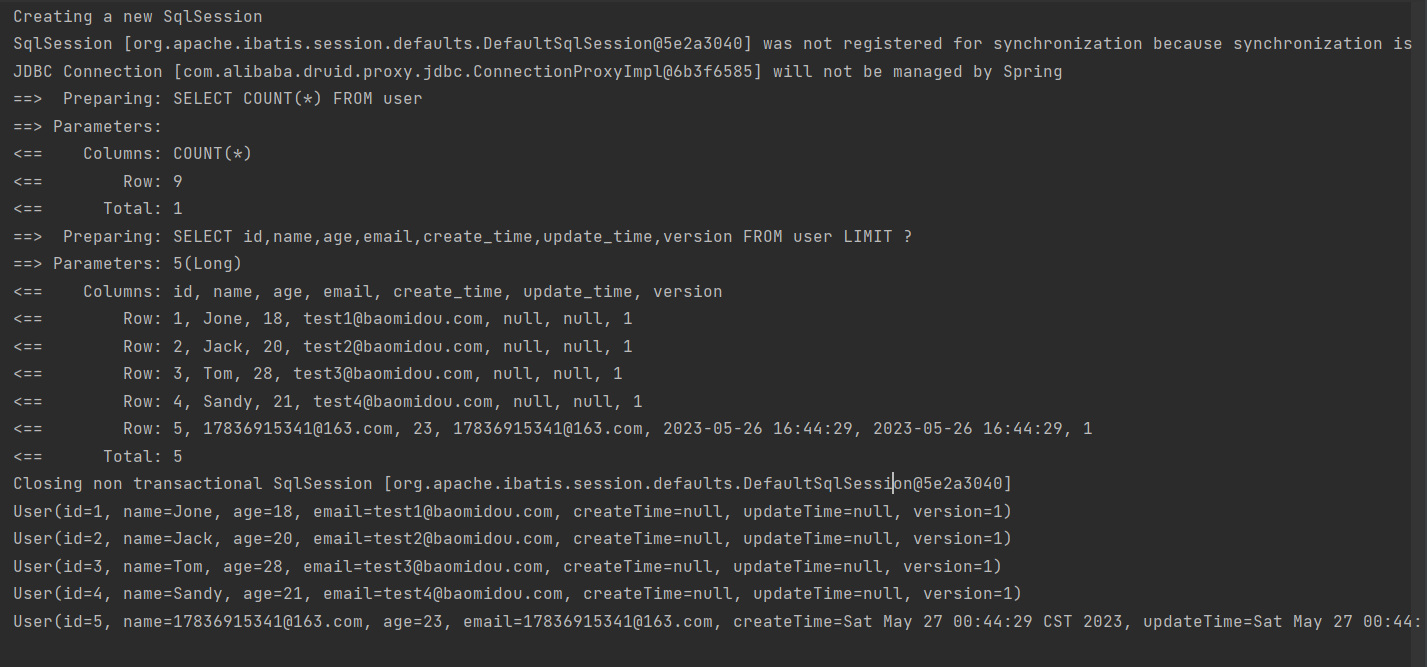 Creating a new SqlSession
SqlSession [org.apache.ibatis.session.defaults.DefaultSqlSession@5e2a3040] was not registered for synchronization because synchronization is
JDBC Connection [com.alibaba.druid.proxy.jdbc.ConnectionProxyImpl@6b3f6585] will not be managed by Spring
==>  Preparing: SELECT COUNT(*) FROM user
==> Parameters:
<==    Columns: COUNT(*)
<==        Row: 9
<==      Total: 1
==>  Preparing: SELECT id,name,age,email,create_time,update_time,version FROM user LIMIT ?
==> Parameters: 5(Long)
<==    Columns: id, name, age, email, create_time, update_time, version
<==        Row: 1, Jone, 18, test1@baomidou.com, null, null, 1
<==        Row: 2, Jack, 20, test2@baomidou.com, null, null, 1
<==        Row: 3, Tom, 28, test3@baomidou.com, null, null, 1
<==        Row: 4, Sandy, 21, test4@baomidou.com, null, null, 1
<==        Row: 5, 17836915341@163.com, 23, 17836915341@163.com, 2023-05-26 16:44:29, 2023-05-26 16:44:29, 1
<==      Total: 5
Closing non transactional SqlSession [org.apache.ibatis.session.defaults.DefaultSqlSession@5e2a3040]
User(id=1, name=Jone, age=18, email=test1@baomidou.com, createTime=null, updateTime=null, version=1)
User(id=2, name=Jack, age=20, email=test2@baomidou.com, createTime=null, updateTime=null, version=1)
User(id=3, name=Tom, age=28, email=test3@baomidou.com, createTime=null, updateTime=null, version=1)
User(id=4, name=Sandy, age=21, email=test4@baomidou.com, createTime=null, updateTime=null, version=1)
User(id=5, name=17836915341@163.com, age=23, email=17836915341@163.com, createTime=Sat May 27 00:44:29 CST 2023, updateTime=Sat May 27 00:44: